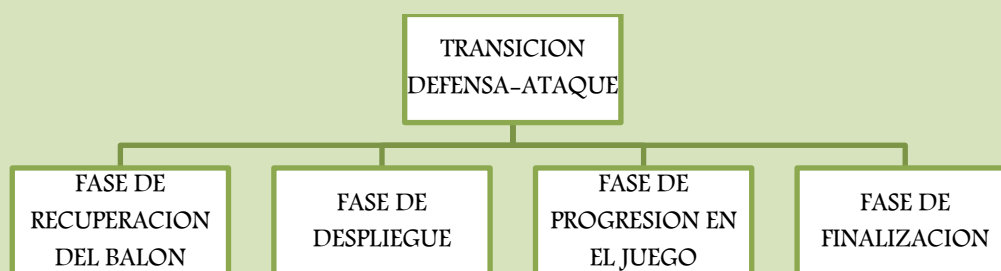 TRANSICION
DEFENSA-ATAQUE
FASE DE
RECUPERACION
DEL BALON
FASE DE
DESPLIEGUE
FASE DE
PROGRESION EN
EL JUEGO
FASE DE
FINALIZACION